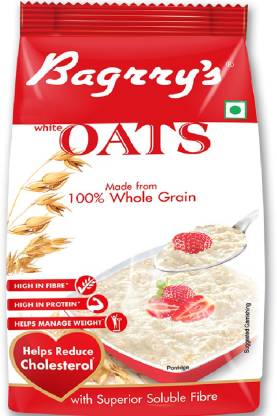 Bagrry's®
white
OATS
Made from
100% Whole Grain
HIGH IN FIBRE*
HIGH IN PROTEIN*
HELPS MANAGE WEIGHT*
Helps Reduce
Cholesterol
Porridge
Suggested Garnishing
with Superior Soluble Fibre